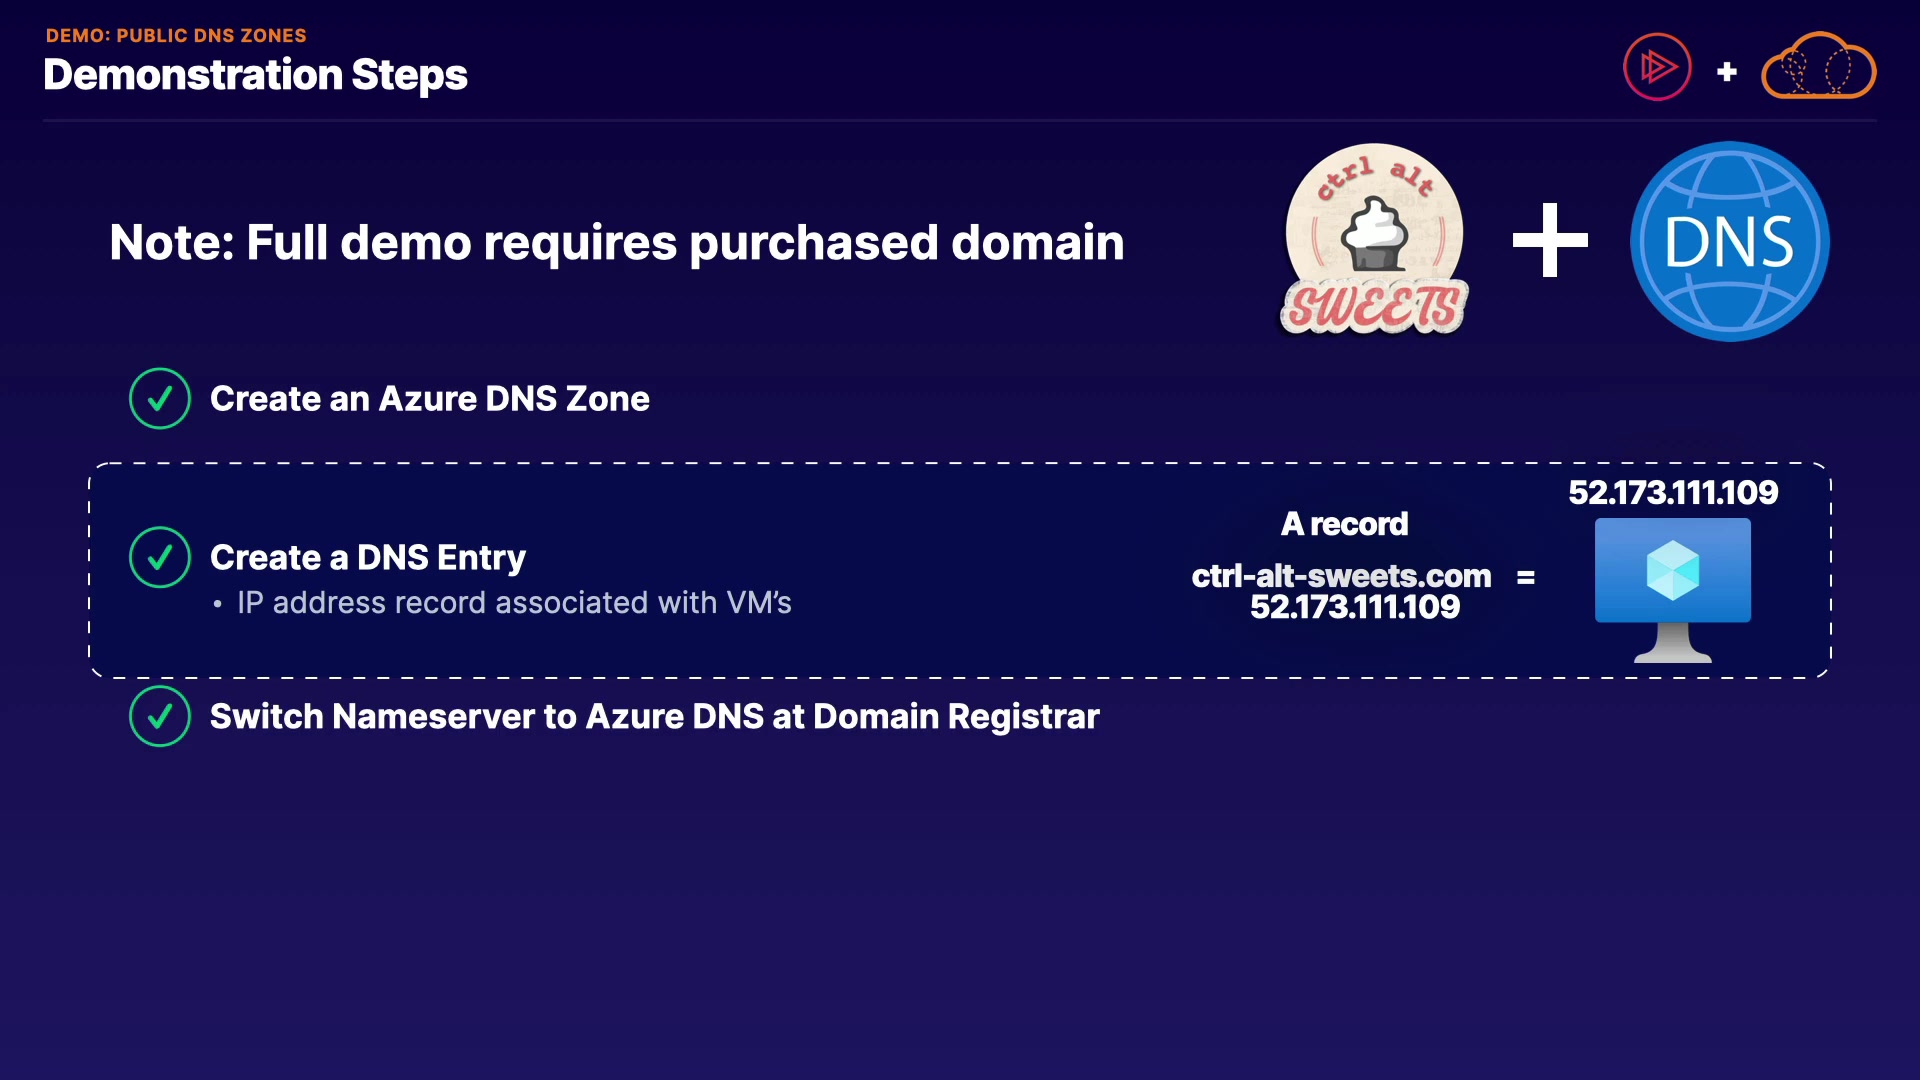 DEMO: PUBLIC DNS ZONES
Demonstration Steps
Note: Full demo requires purchased domain
ctrl alt
SWEETS
DNS
Create an Azure DNS Zone
Create a DNS Entry
• IP address record associated with VM’s
A record
ctrl-alt-sweets.com =
52.173.111.109
52.173.111.109
Switch Nameserver to Azure DNS at Domain Registrar